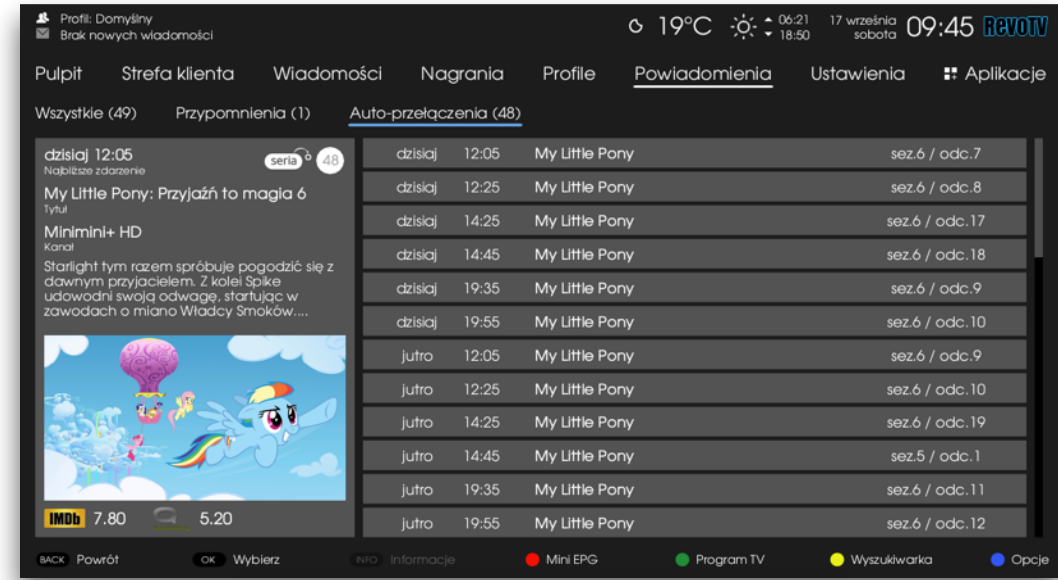 Profil: Domyślny
Brak nowych wiadomości
19°C
06:21
18:50
17 września
sobota
09:45
RevoTV
Pulpit Strefa klienta Wiadomości Nagrania Profile Powiadomienia Ustawienia Aplikacje
Wszystkie (49) Przypomnienia (1) Auto-przełączenia (48)
dzisiaj 12:05
Najbliższe zdarzenie
seria 48
My Little Pony: Przyjaźń to magia 6
Tytuł
Minimini+ HD
Kanał
Starlight tym razem spróbuje pogodzić się z
dawnym przyjacielem. Z kolei Spike
udowodni swoją odwagę, startując w
zawodach o miano Władcy Smoków....
IMDb 7.80 5.20
dzisiaj 12:05 My Little Pony sez.6 / odc.7
dzisiaj 12:25 My Little Pony sez.6 / odc.8
dzisiaj 14:25 My Little Pony sez.6 / odc.17
dzisiaj 14:45 My Little Pony sez.6 / odc.18
dzisiaj 19:35 My Little Pony sez.6 / odc.9
dzisiaj 19:55 My Little Pony sez.6 / odc.10
jutro 12:05 My Little Pony sez.6 / odc.9
jutro 12:25 My Little Pony sez.6 / odc.10
jutro 14:25 My Little Pony sez.6 / odc.19
jutro 14:45 My Little Pony sez.5 / odc.1
jutro 19:35 My Little Pony sez.6 / odc.11
jutro 19:55 My Little Pony sez.6 / odc.12
BACK Powrót OK Wybierz INFO Informacje Mini EPG Program TV Wyszukiwarka Opcje